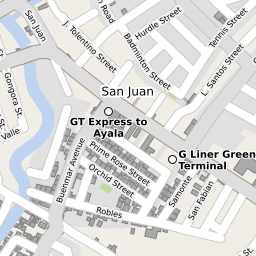 San Juan
J. Tolentino Street
Road
Hurdle Street
Badminton Street
Tennis Street
L. Santos Street
Gongora St.
Valle
San Juan
GT Express to
Ayala
Buenmar Avenue
Prime Rose Street
Orchid Street
G Liner Green
Terminal
Samonte
San Fabian
Robles